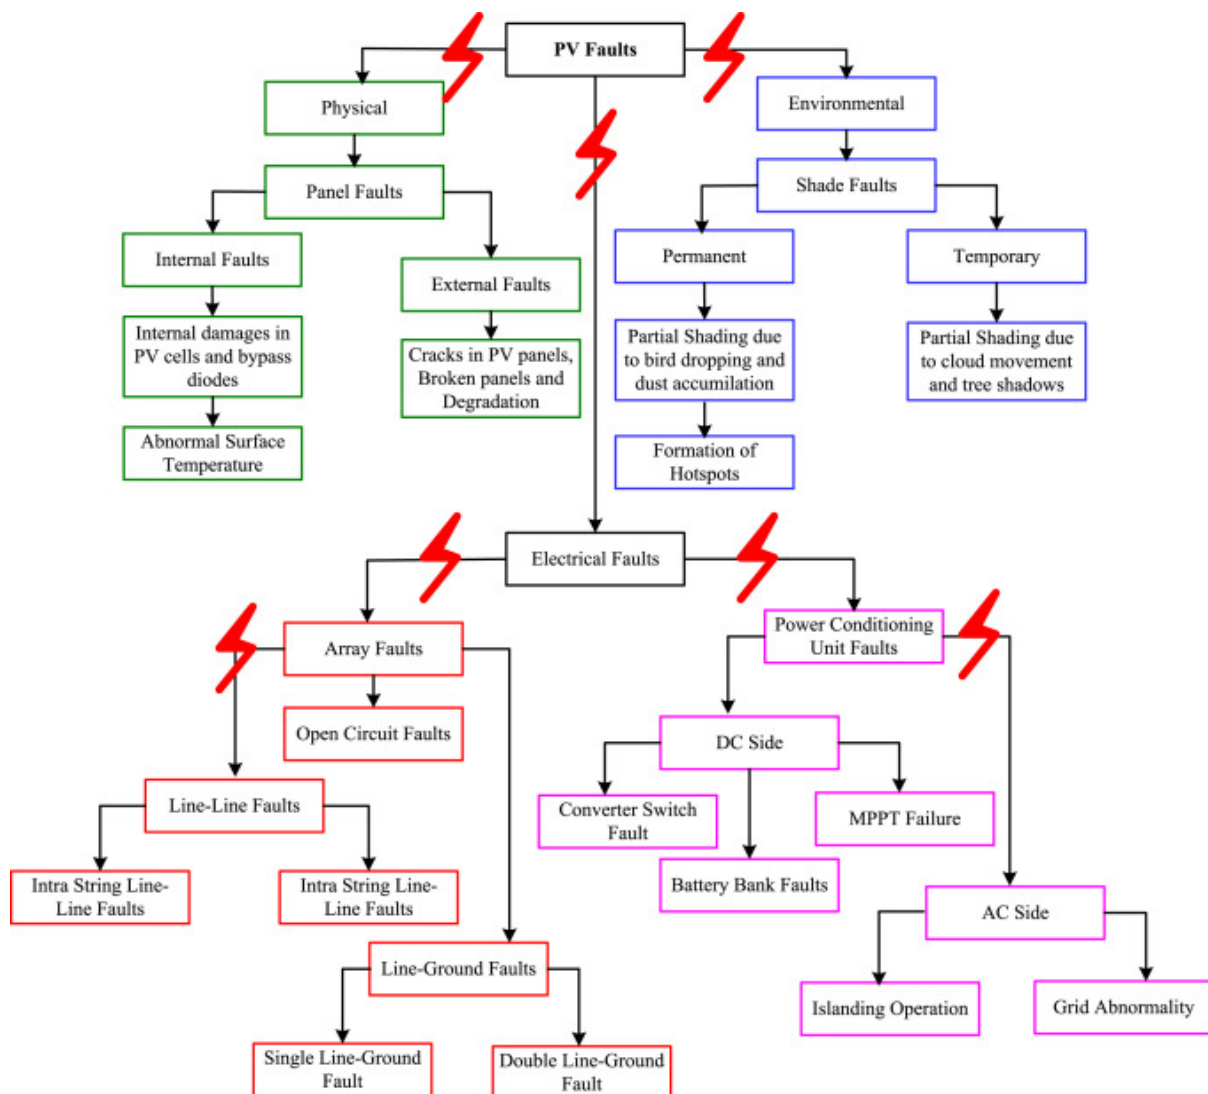 PV Faults
Physical
Environmental
Panel Faults
Shade Faults
Internal Faults
External Faults
Permanent
Temporary
Internal damages in
PV cells and bypass
diodes
Cracks in PV panels,
Broken panels and
Degradation
Partial Shading due
to bird dropping and
dust accumilation
Partial Shading due
to cloud movement
and tree shadows
Abnormal Surface
Temperature
Formation of
Hotspots
Electrical Faults
Array Faults
Power Conditioning
Unit Faults
Open Circuit Faults
DC Side
Line-Line Faults
Converter Switch
Fault
MPPT Failure
Intra String Line-
Line Faults
Intra String Line-
Line Faults
Battery Bank Faults
AC Side
Line-Ground Faults
Islanding Operation
Grid Abnormality
Single Line-Ground
Fault
Double Line-Ground
Fault